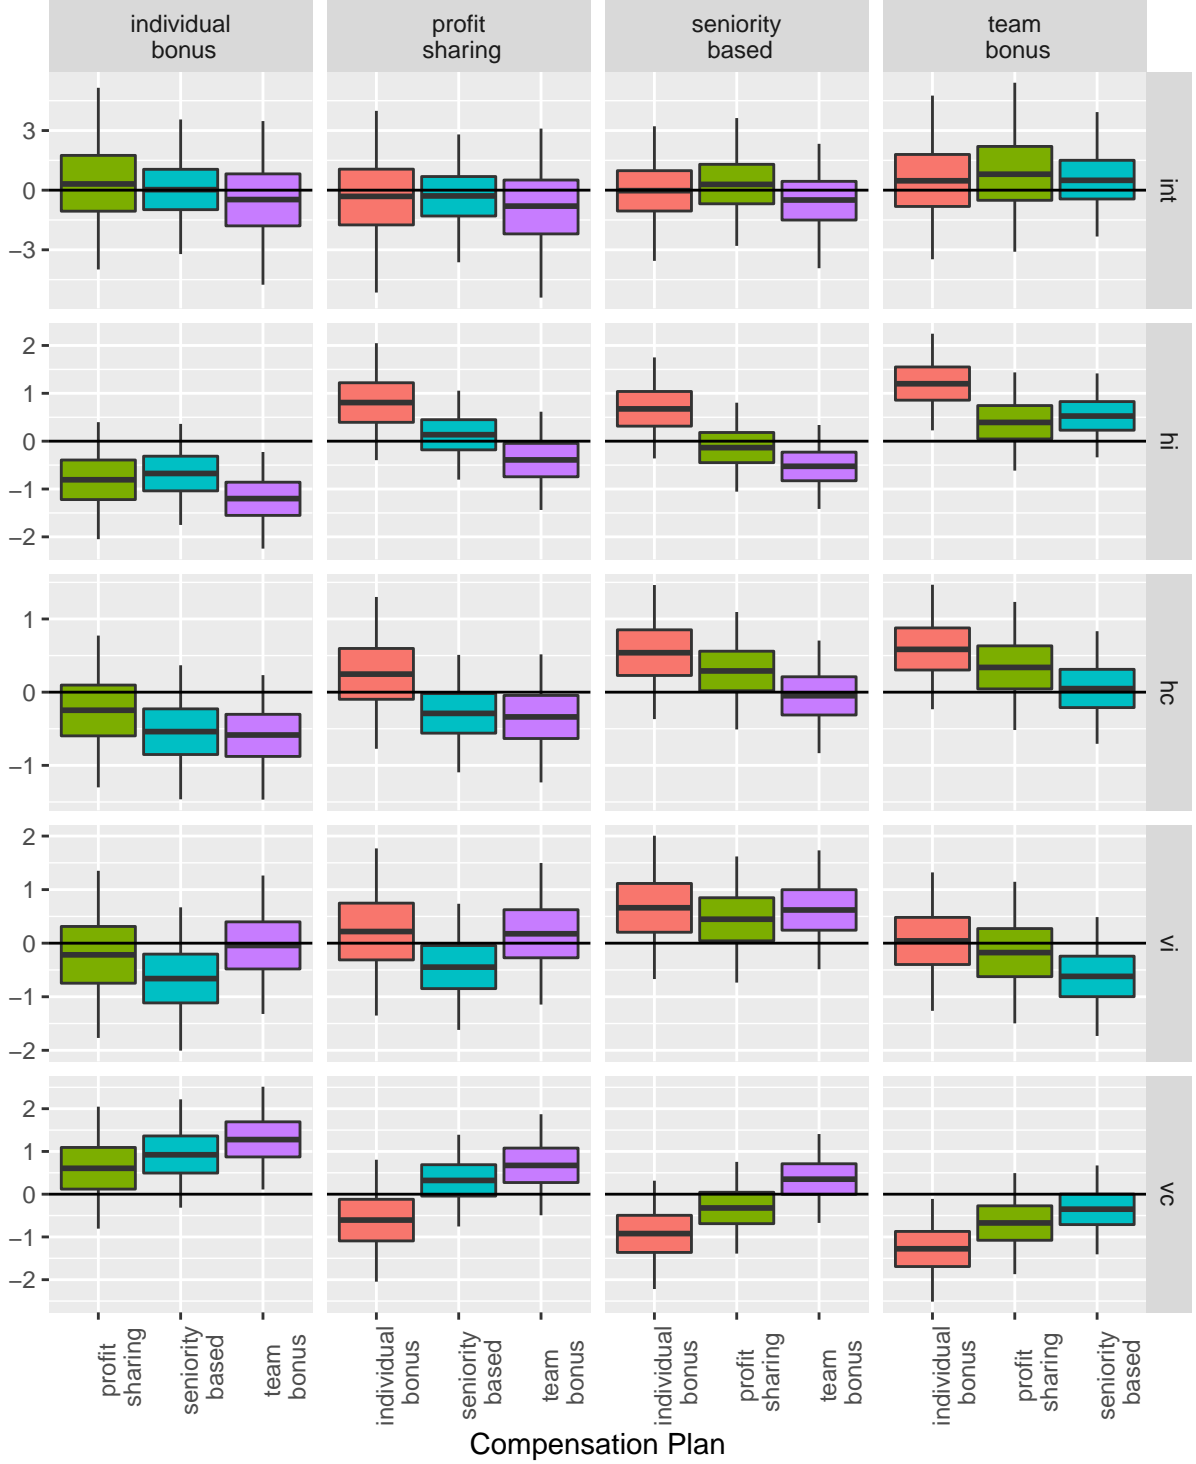 individual
bonus
profit
sharing
seniority
based
team
bonus
3
0
−3
int
2
1
0
−1
−2
hi
1
0
−1
hc
2
1
0
−1
−2
vi
2
1
0
−1
−2
vc
profit
sharing
seniority
based
team
bonus
individual
bonus
seniority
based
team
bonus
individual
bonus
profit
sharing
team
bonus
individual
bonus
profit
sharing
seniority
based
Compensation Plan